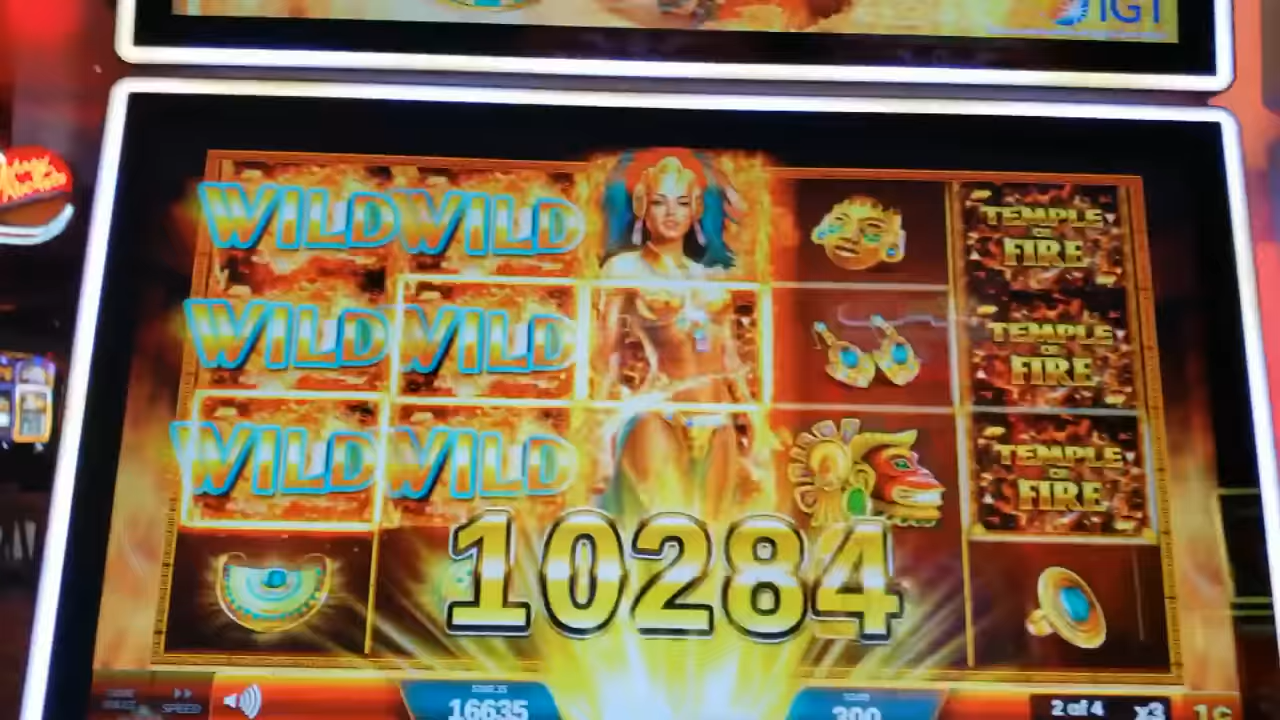 IGT
WILD WILD
TEMPLE OF FIRE
WILD WILD
TEMPLE OF FIRE
WILD WILD
TEMPLE OF FIRE
10284
SPEED
16635
300
2 of 4
x3
1¢